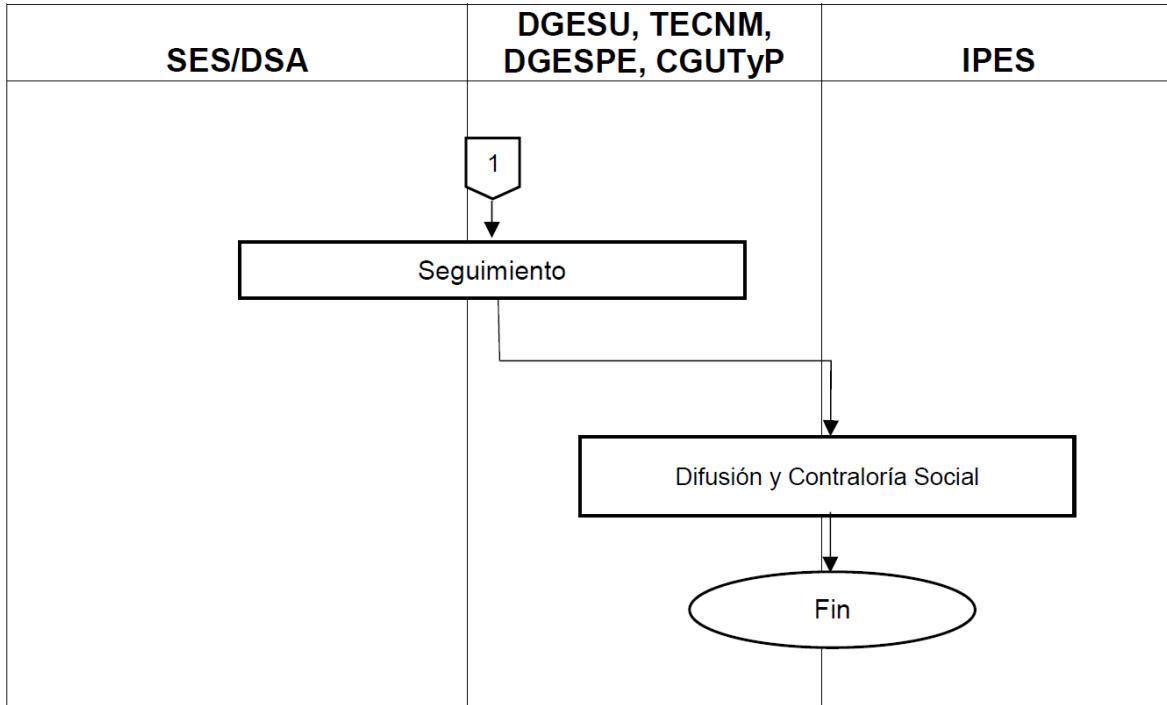 SES/DSA
DGESU, TECNM,
DGESPE, CGUTyP
IPES
1
Seguimiento
Difusión y Contraloría Social
Fin